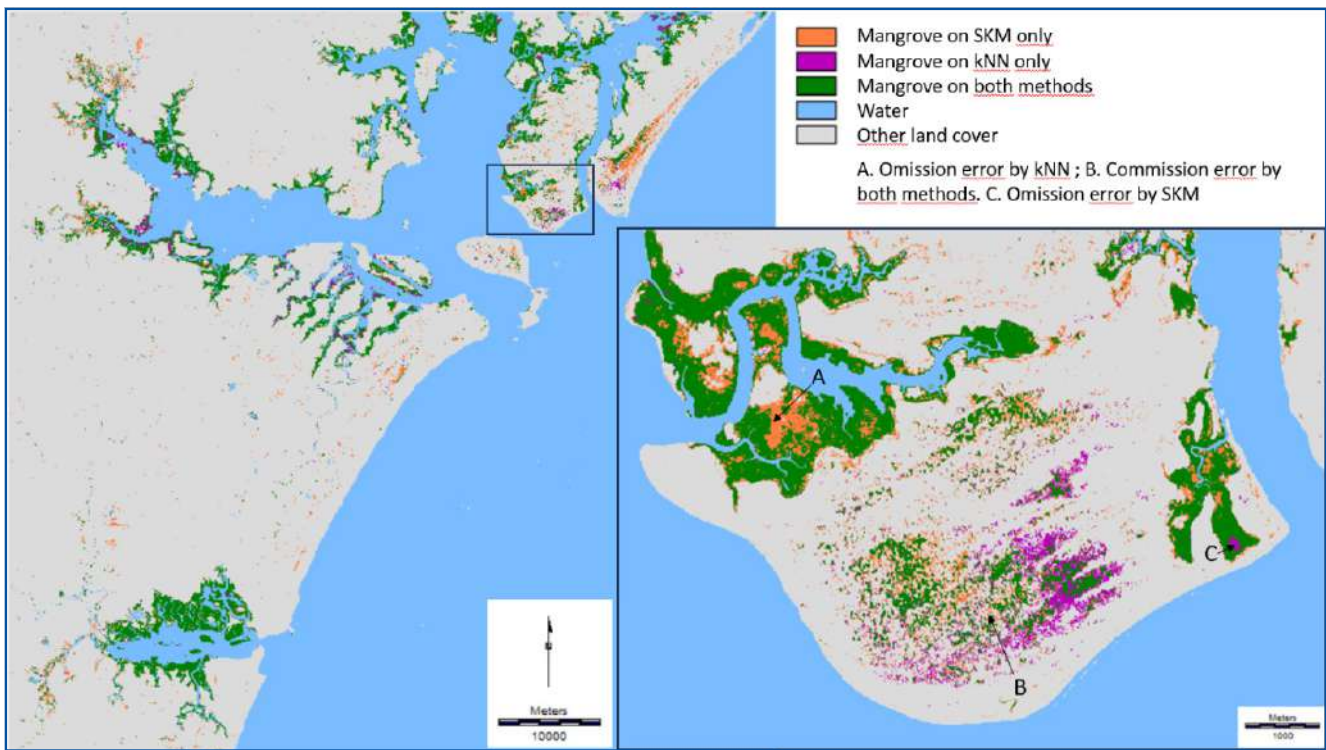 Mangrove on SKM only
Mangrove on kNN only
Mangrove on both methods
Water
Other land cover
A. Omission error by kNN ; B. Commission error by
both methods. C. Omission error by SKM
A
C
B
Meters
10000
Meters
1000